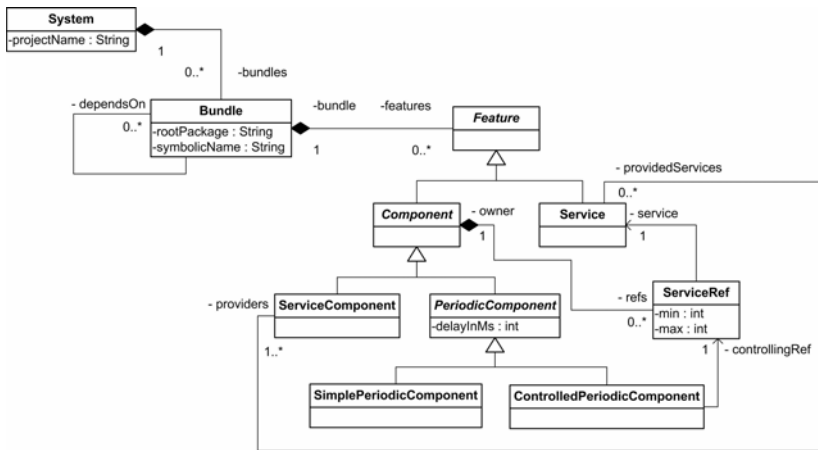 System
-projectName : String
1
0..*
-bundles
- dependsOn
0..*
Bundle
-rootPackage : String
-symbolicName : String
-bundle
-features
1
0..*
Feature
- providedServices
0..*
Component
- owner
1
Service
- service
1
- providers
1..*
ServiceComponent
PeriodicComponent
-delayInMs : int
- refs
0..*
ServiceRef
-min : int
-max : int
1
- controllingRef
SimplePeriodicComponent
ControlledPeriodicComponent